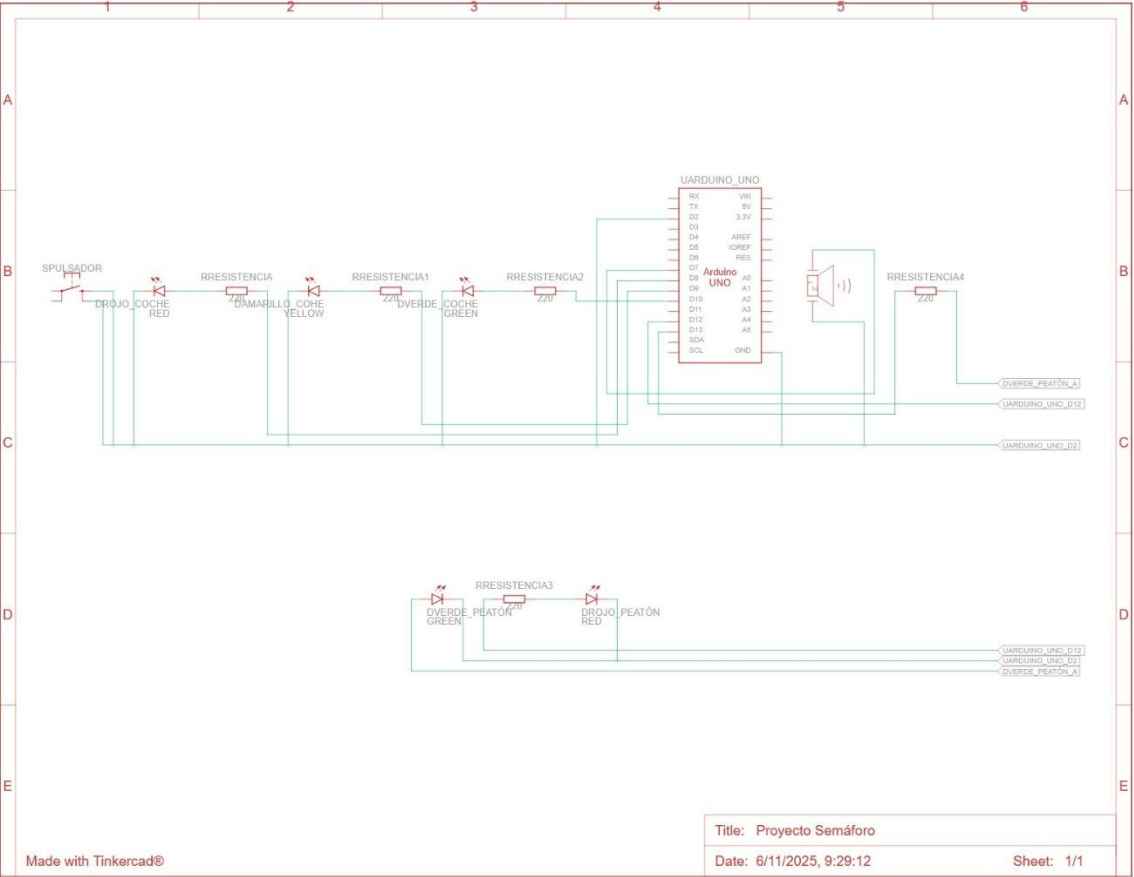 1 2 3 4 5 6
A A
UARDUINO_UNO
RX VIN
TX 5V
D2 3.3V
D3
D4 AREF
D5 IOREF
D6 RES
D7
D8 A0
D9 A1
D10 A2
D11 A3
D12 A4
D13 A5
SDA
SCL GND
Arduino
UNO
B B
SPULSADOR
DROJO_COCHE
RED
RRESISTENCIA
220
DAMARILLO_COHE
YELLOW
RRESISTENCIA1
220
DVERDE_COCHE
GREEN
RRESISTENCIA2
220
RRESISTENCIA4
220
DVERDE_PEATÓN_A
UARDUINO_UNO_D12
C C
UARDUINO_UNO_D2
D D
DVERDE_PEATÓN
GREEN
RRESISTENCIA3
220
DROJO_PEATÓN
RED
UARDUINO_UNO_D12
UARDUINO_UNO_D2
DVERDE_PEATÓN_A
E E
Title: Proyecto Semáforo
Made with Tinkercad®
Date: 6/11/2025, 9:29:12 Sheet: 1/1